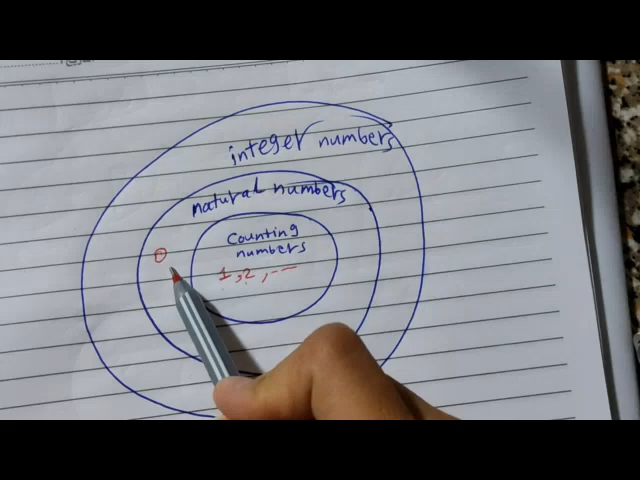 integer numbers
natural numbers
Counting
numbers
0
1,2,---